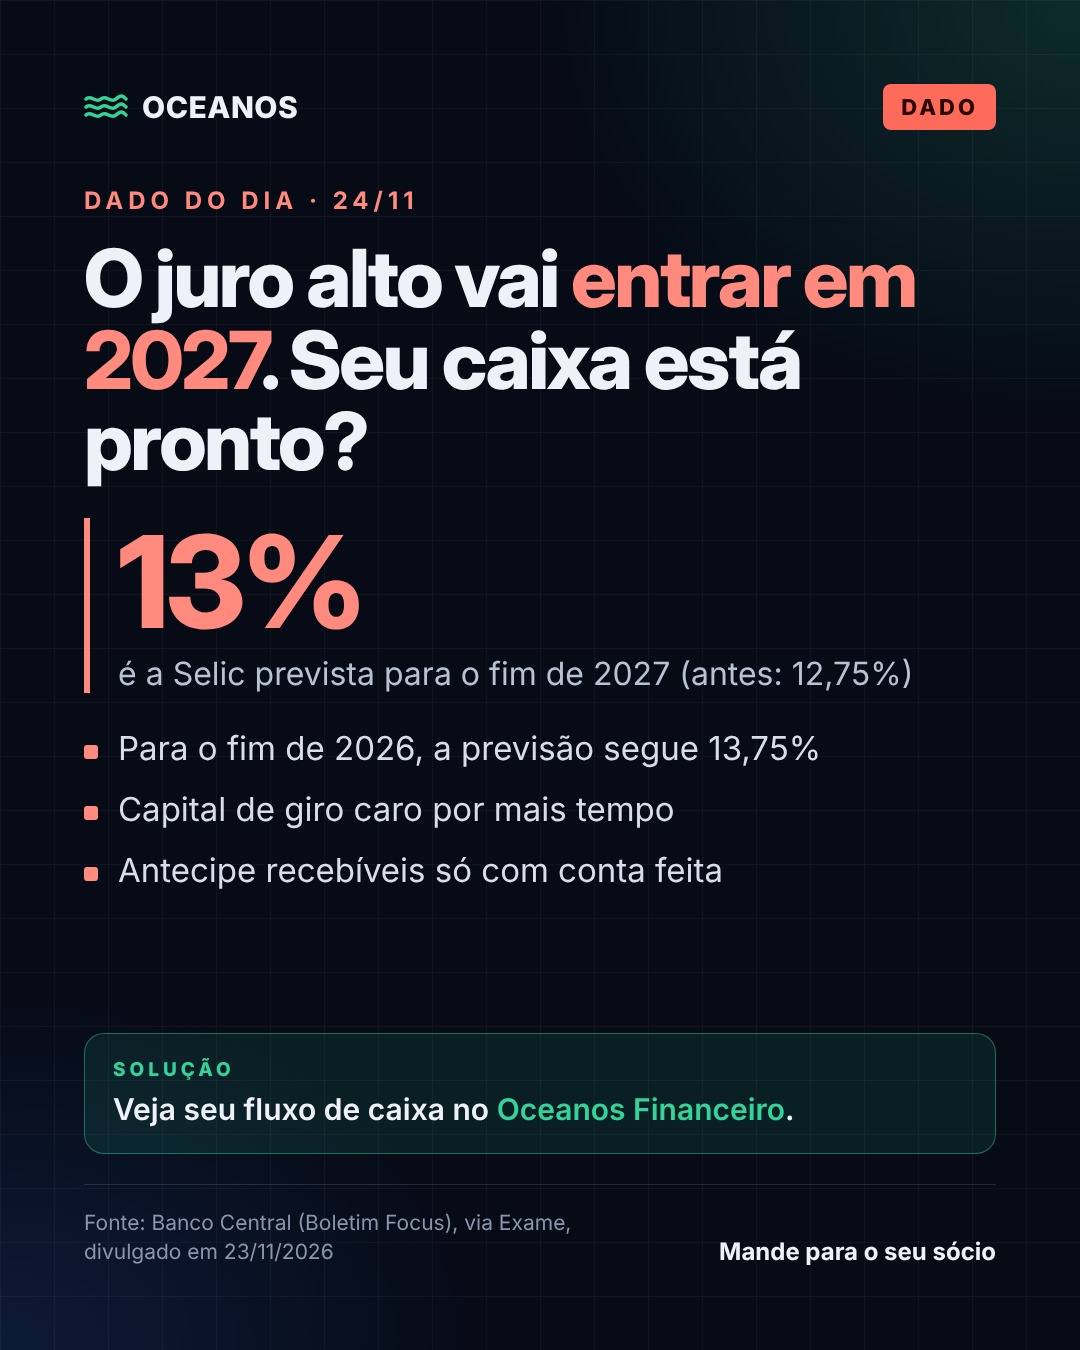 OCEANOS
DADO
DADO DO DIA · 24/11
O juro alto vai entrar em
2027. Seu caixa está
pronto?
13%
é a Selic prevista para o fim de 2027 (antes: 12,75%)
Para o fim de 2026, a previsão segue 13,75%
Capital de giro caro por mais tempo
Antecipe recebíveis só com conta feita
SOLUÇÃO
Veja seu fluxo de caixa no Oceanos Financeiro.
Fonte: Banco Central (Boletim Focus), via Exame,
divulgado em 23/11/2026
Mande para o seu sócio